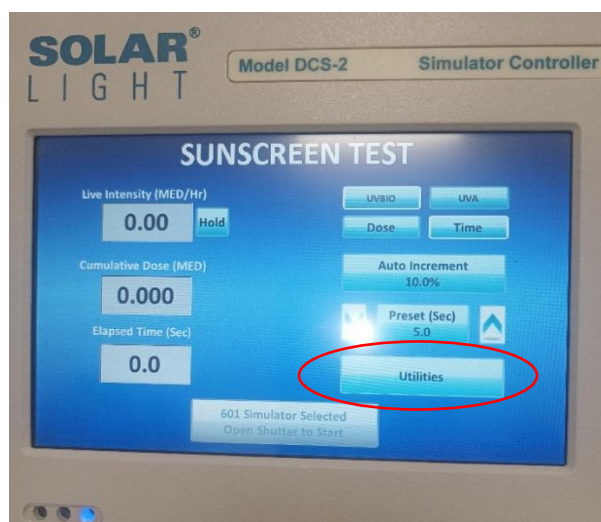 SOLAR®
LIGHT
Model DCS-2 Simulator Controller
SUNSCREEN TEST
Live Intensity (MED/Hr)
0.00 Hold
Cumulative Dose (MED)
0.000
Elapsed Time (Sec)
0.0
UVBIO UVA
Dose Time
Auto Increment
10.0%
Preset (Sec)
5.0
Utilities
601 Simulator Selected
Open Shutter to Start